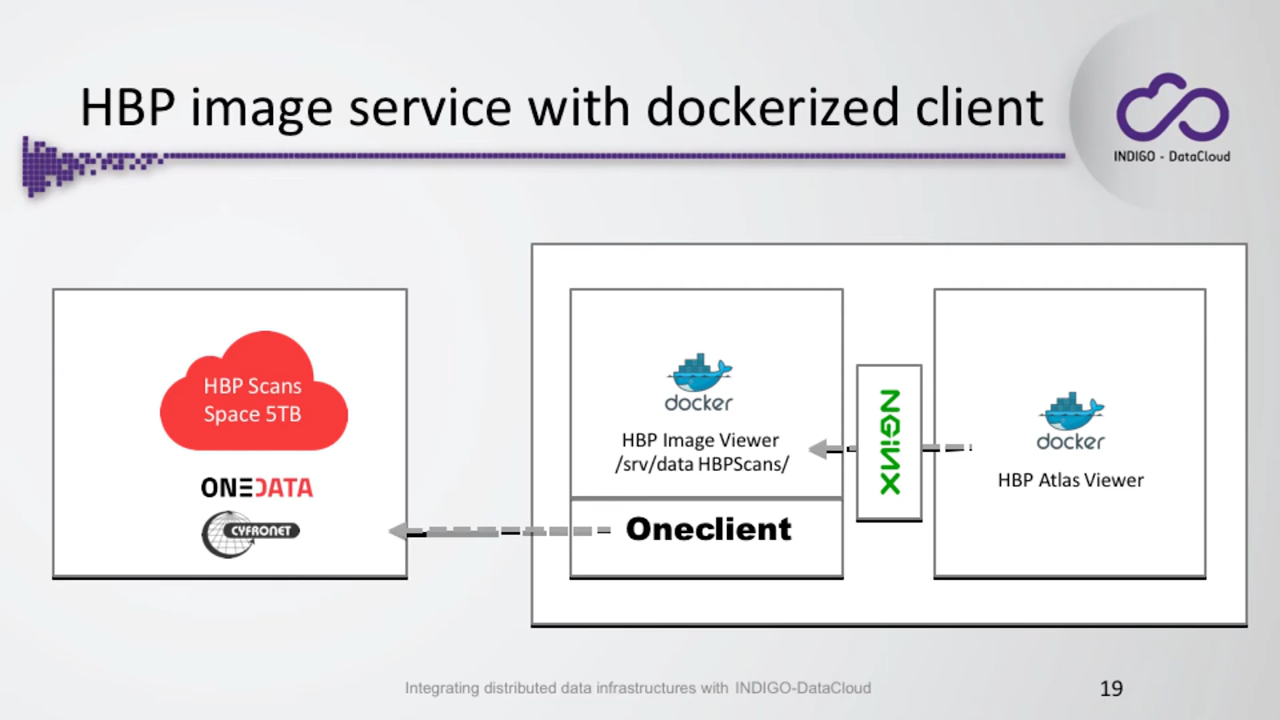 HBP image service with dockerized client
INDIGO - DataCloud
HBP Scans
Space 5TB
ONEDATA
CYFRONET
docker
HBP Image Viewer
/srv/data HBPScans/
Oneclient
NGINX
docker
HBP Atlas Viewer
Integrating distributed data infrastructures with INDIGO-DataCloud
19